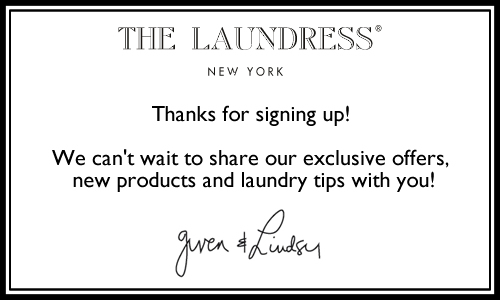 THE LAUNDRESS®
NEW YORK
Thanks for signing up!
We can't wait to share our exclusive offers,
new products and laundry tips with you!
gwen & Lindsey